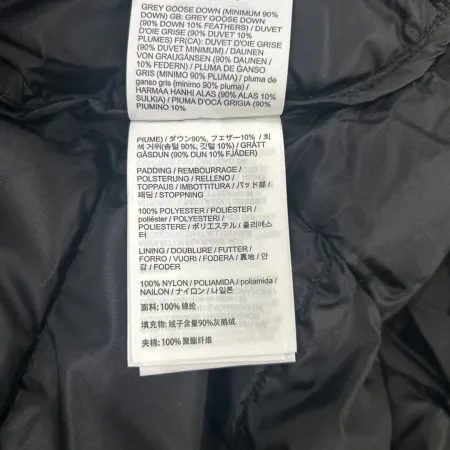 GREY GOOSE DOWN (MINIMUM 90%
DOWN) GB: GREY GOOSE DOWN
(90% DOWN 10% FEATHERS) / DUVET
D'OIE GRISE (90% DUVET 10%
PLUMES) FR(CA): DUVET D'OIE GRISE
(90% DUVET MINIMUM) / DAUNEN
VON GRAUGÄNSEN (90% DAUNEN
10% FEDERN) / PLUMA DE GANSO
GRIS (MINIMO 90% PLUMA) / pluma de
ganso gris (mínimo 90% pluma) /
HARMAA HANHI ALAS (90% ALAS 10%
SULKIA) / PIUMA D'OCA GRIGIA (90%
PIUMINO 10%
PIUME) / ダウン90%, フェザー10% / 회
색 거위(솜털 90%, 깃털 10%) / GRÅTT
GÅSDUN (90% DUN 10% FJÄDER)
PADDING / REMBOURRAGE /
POLSTERUNG / RELLENO /
TOPPAUS / IMBOTTITURA / パッド部 /
패딩 / STOPPNING
100% POLYESTER / POLIÉSTER /
poliéster / POLYESTERI /
POLIESTERE / ポリエステル / 폴리에스
터
LINING / DOUBLURE / FUTTER /
FORRO / VUORI / FODERA / 裏地 / 안
감 / FODER
100% NYLON / POLIAMIDA / poliamida /
NAILON / ナイロン / 나일론
面料: 100% 锦纶
填充物: 绒子含量90%灰鹅绒
夹棉: 100% 聚酯纤维